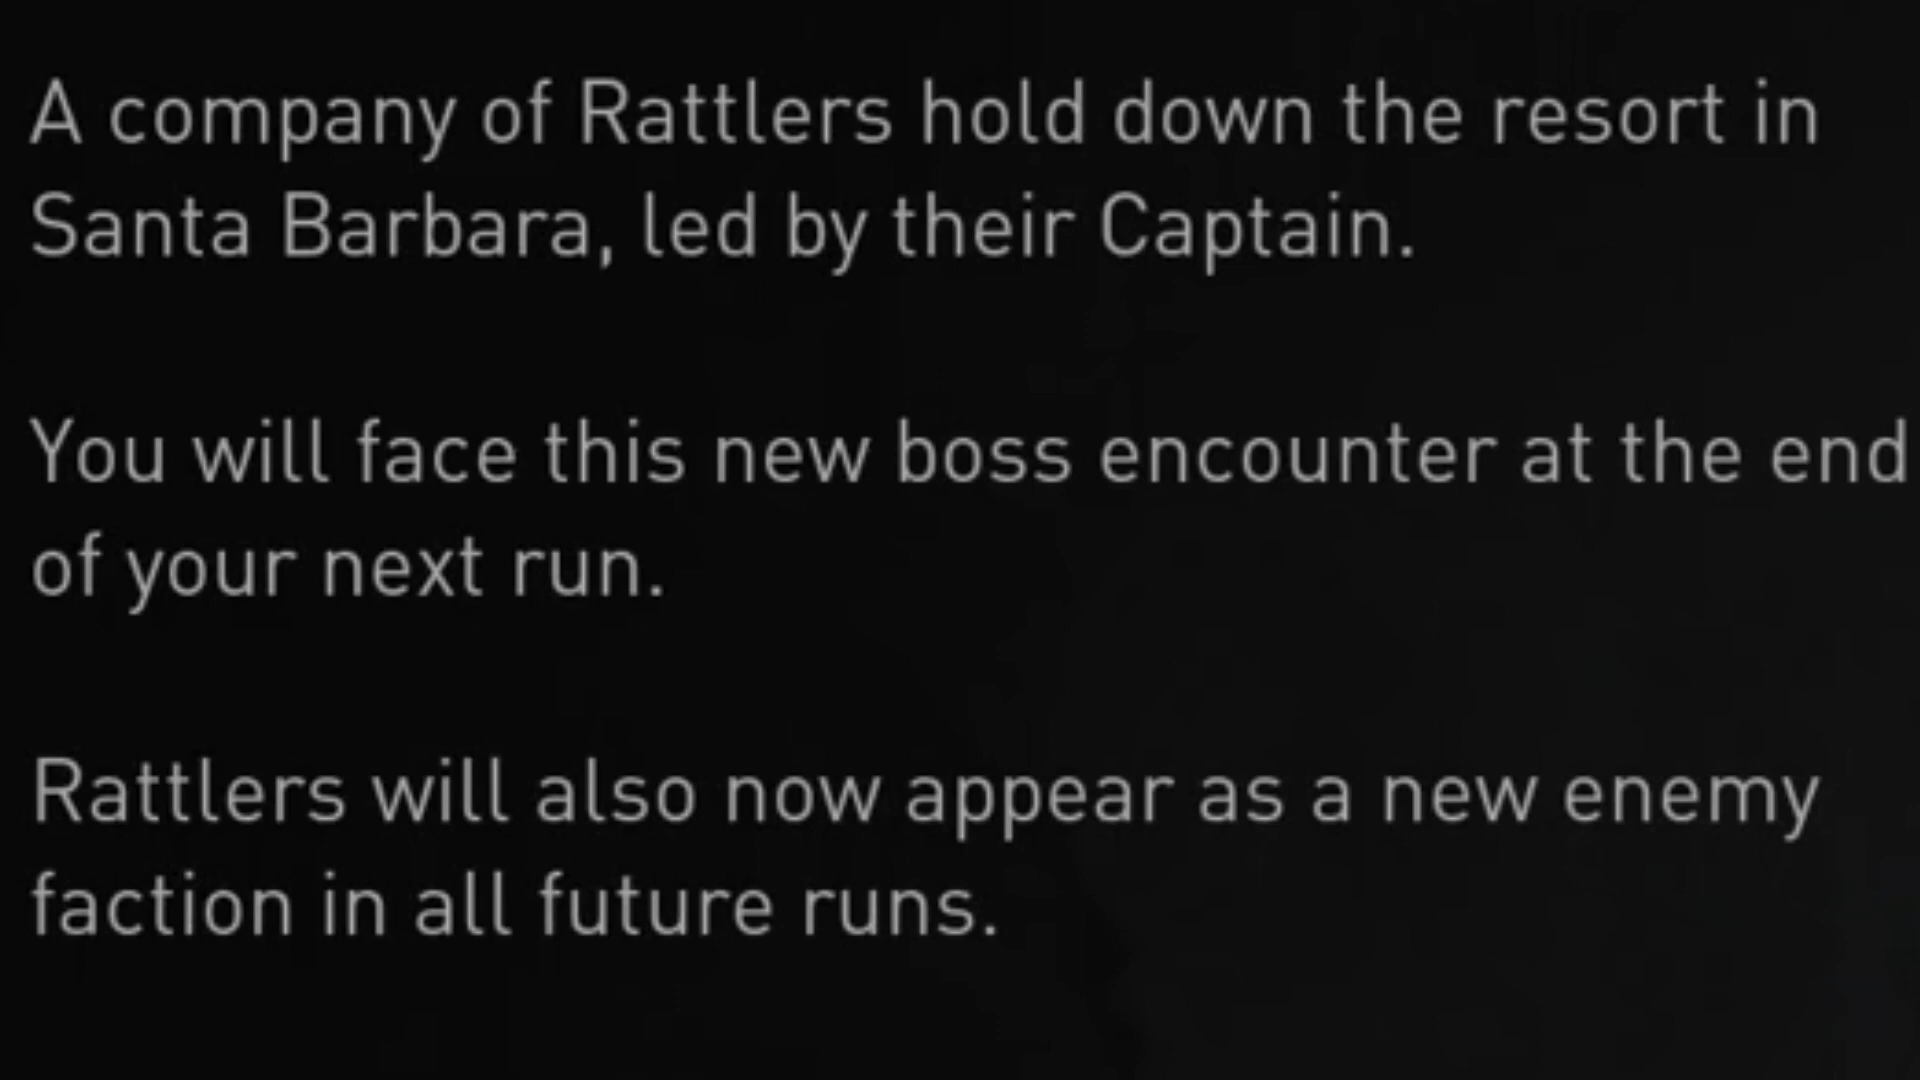 A company of Rattlers hold down the resort in
Santa Barbara, led by their Captain.
You will face this new boss encounter at the end
of your next run.
Rattlers will also now appear as a new enemy
faction in all future runs.